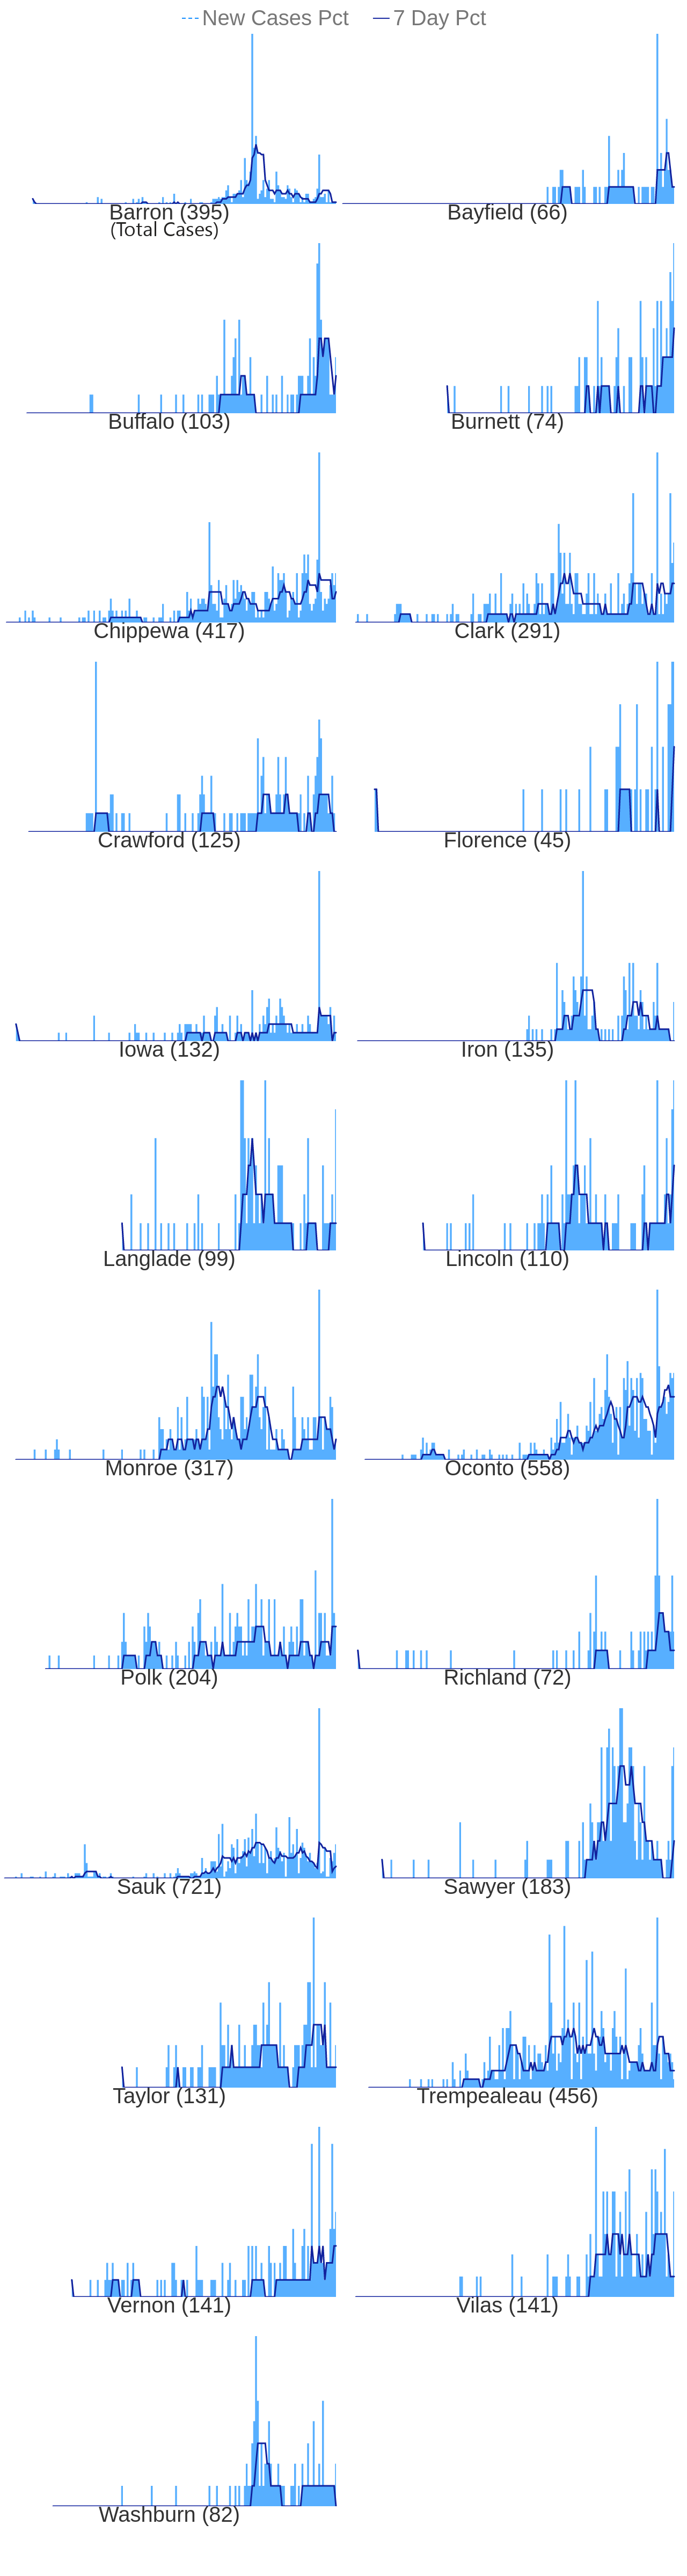 New Cases Pct 7 Day Pct
Barron (395) Bayfield (66)
(Total Cases)
Buffalo (103) Burnett (74)
Chippewa (417) Clark (291)
Crawford (125) Florence (45)
Iowa (132) Iron (135)
Langlade (99) Lincoln (110)
Monroe (317) Oconto (558)
Polk (204) Richland (72)
Sauk (721) Sawyer (183)
Taylor (131) Trempealeau (456)
Vernon (141) Vilas (141)
Washburn (82)